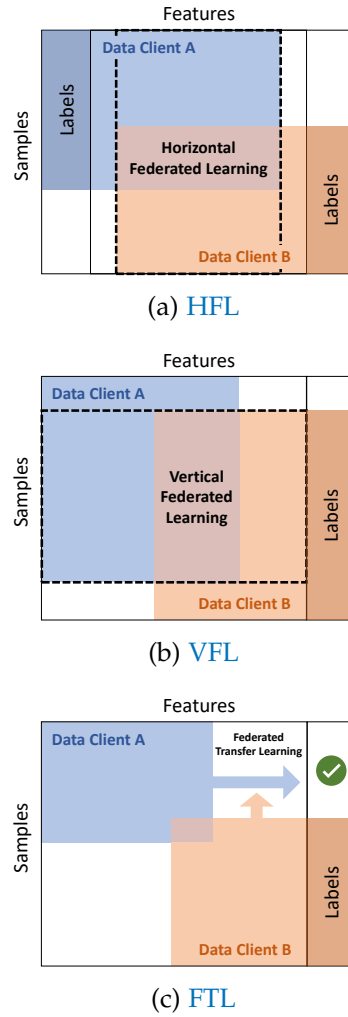 Features
Data Client A
Samples
Labels
Horizontal
Federated Learning
Labels
Data Client B
(a) HFL
Features
Data Client A
Samples
Vertical
Federated
Learning
Labels
Data Client B
(b) VFL
Features
Data Client A
Federated
Transfer Learning
Samples
Labels
Data Client B
(c) FTL